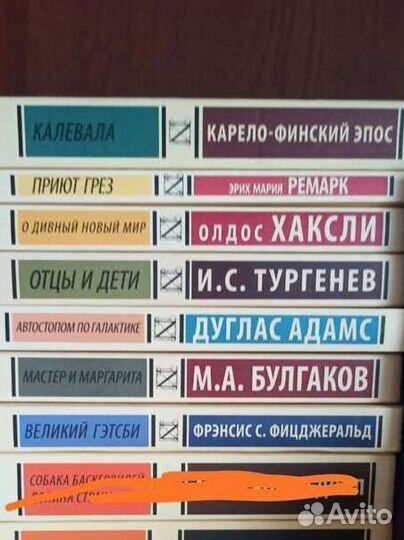 КАЛЕВАЛА КАРЕЛО-ФИНСКИЙ ЭПОС
ПРИЮТ ГРЕЗ ЭРИХ МАРИЯ РЕМАРК
О ДИВНЫЙ НОВЫЙ МИР ОЛДОС ХАКСЛИ
ОТЦЫ И ДЕТИ И.С. ТУРГЕНЕВ
АВТОСТОПОМ ПО ГАЛАКТИКЕ ДУГЛАС АДАМС
МАСТЕР И МАРГАРИТА М.А. БУЛГАКОВ
ВЕЛИКИЙ ГЭТСБИ ФРЭНСИС С. ФИЦДЖЕРАЛЬД
СОБАКА БАСКЕРВИЛЕЙ
Avito